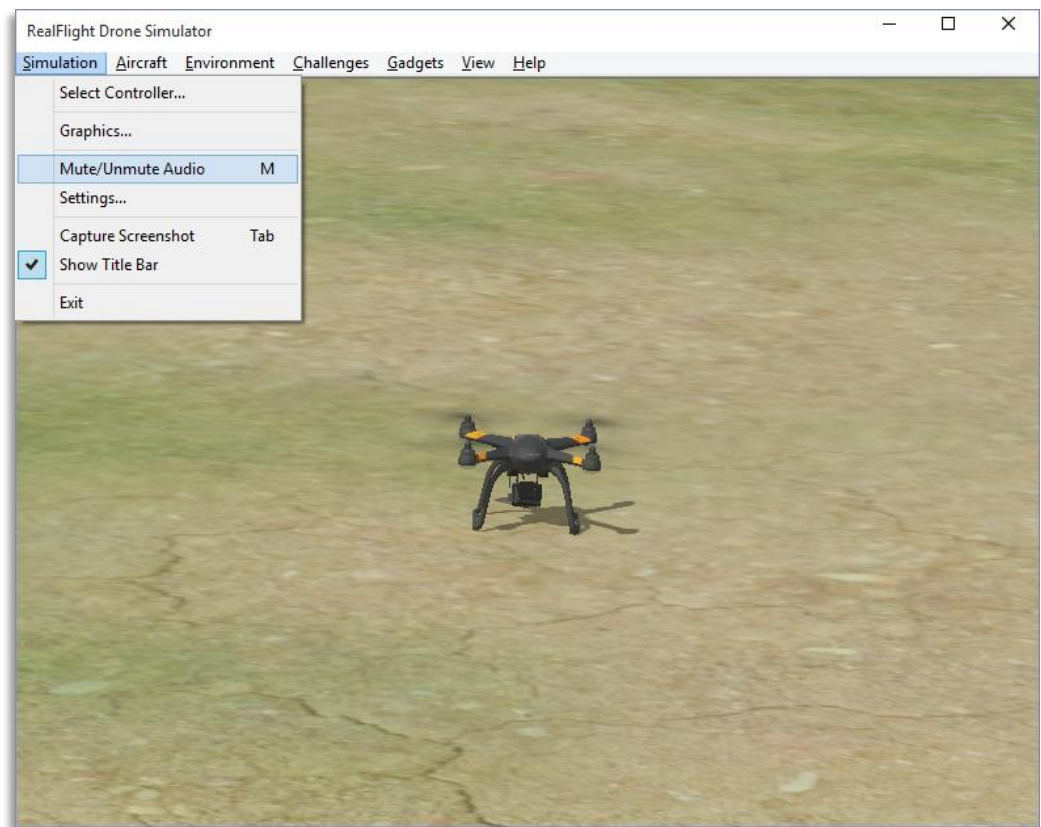 RealFlight Drone Simulator
Simulation Aircraft Environment Challenges Gadgets View Help
Select Controller...
Graphics...
Mute/Unmute Audio M
Settings...
Capture Screenshot Tab
Show Title Bar
Exit